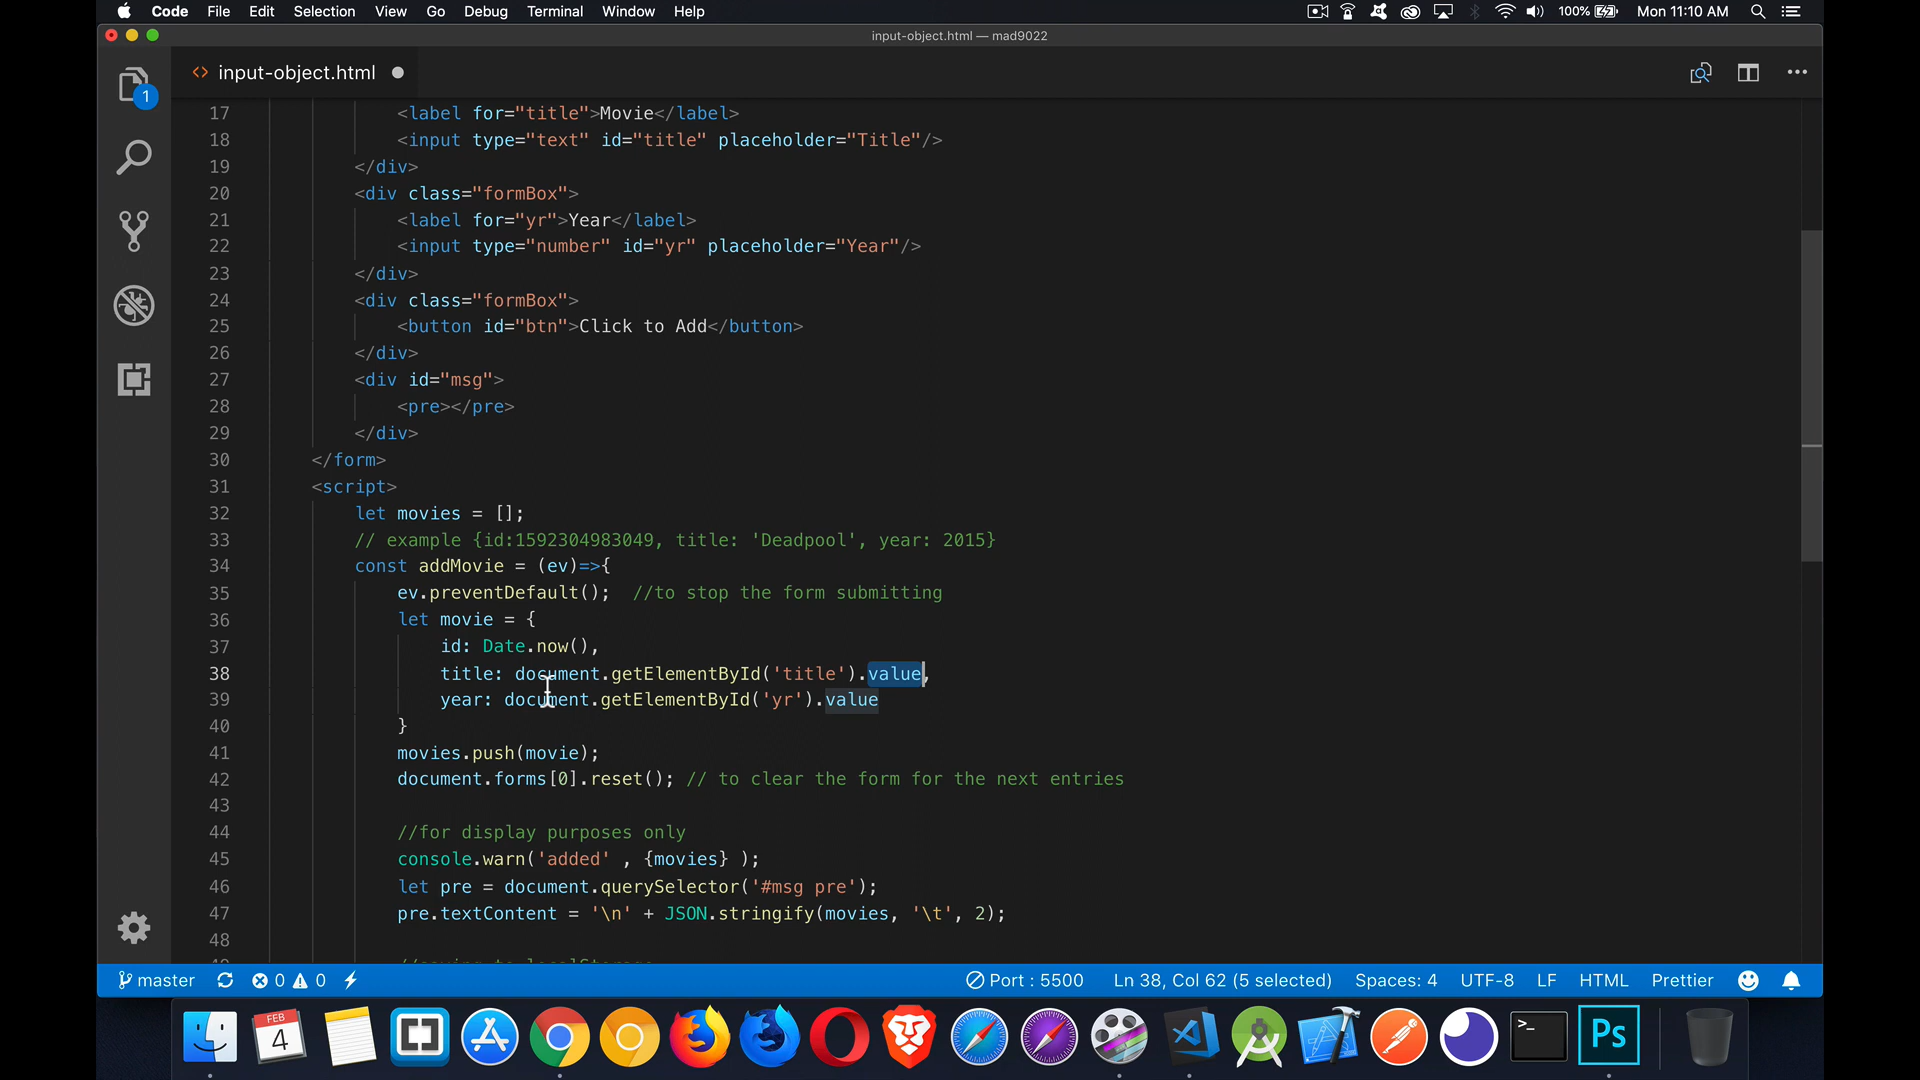 Code File Edit Selection View Go Debug Terminal Window Help 100% Mon 11:10 AM
input-object.html — mad9022
<> input-object.html
1
17 <label for="title">Movie</label>
18 <input type="text" id="title" placeholder="Title"/>
19 </div>
20 <div class="formBox">
21 <label for="yr">Year</label>
22 <input type="number" id="yr" placeholder="Year"/>
23 </div>
24 <div class="formBox">
25 <button id="btn">Click to Add</button>
26 </div>
27 <div id="msg">
28 <pre></pre>
29 </div>
30 </form>
31 <script>
32 let movies = [];
33 // example {id:1592304983049, title: 'Deadpool', year: 2015}
34 const addMovie = (ev)=>{
35 ev.preventDefault(); //to stop the form submitting
36 let movie = {
37 id: Date.now(),
38 title: document.getElementById('title').value,
39 year: document.getElementById('yr').value
40 }
41 movies.push(movie);
42 document.forms[0].reset(); // to clear the form for the next entries
43
44 //for display purposes only
45 console.warn('added' , {movies} );
46 let pre = document.querySelector('#msg pre');
47 pre.textContent = '\n' + JSON.stringify(movies, '\t', 2);
48
master 0 0 Port : 5500 Ln 38, Col 62 (5 selected) Spaces: 4 UTF-8 LF HTML Prettier
FEB
4
>_
Ps